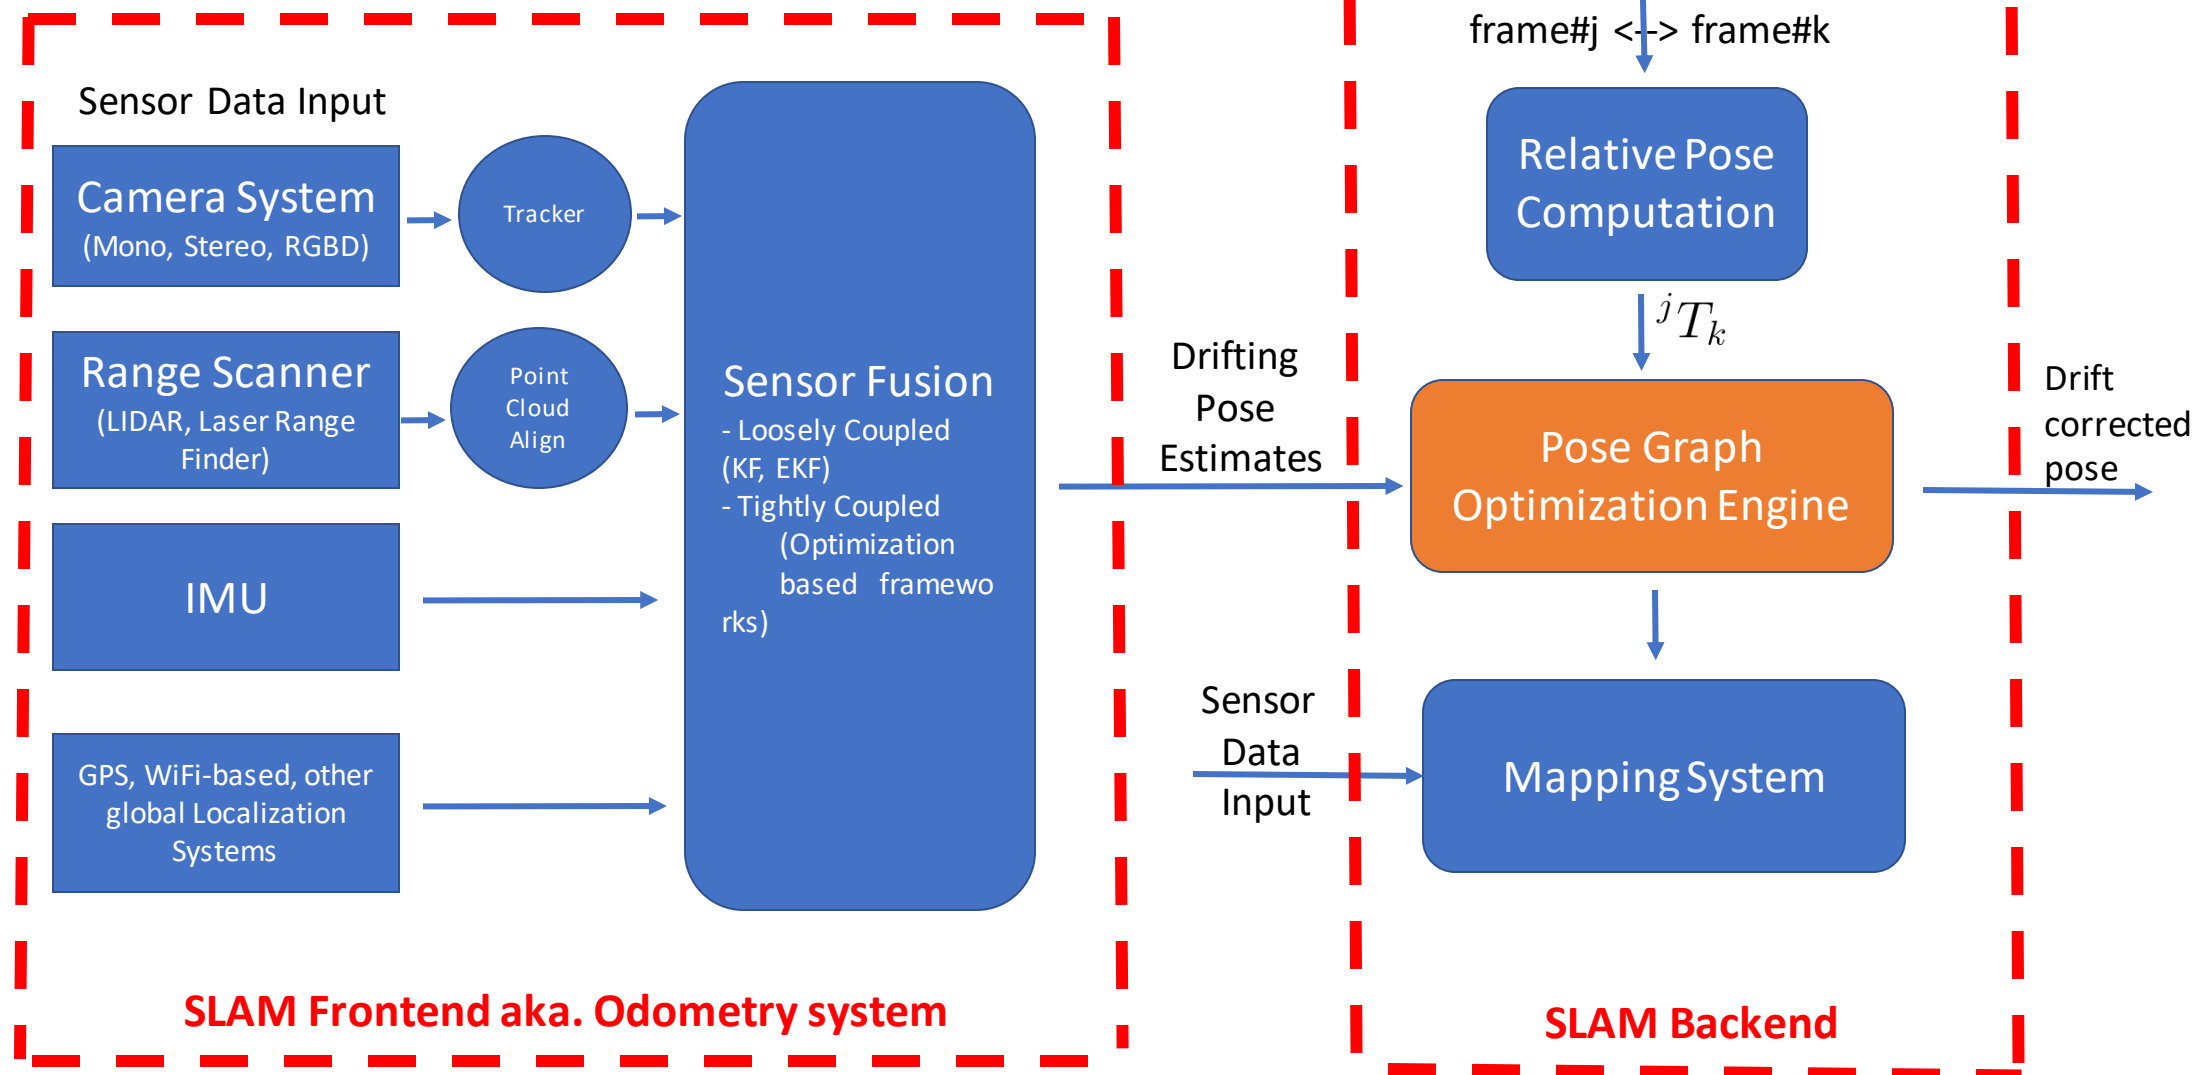 Sensor Data Input
Camera System
(Mono, Stereo, RGBD)
Tracker
Range Scanner
(LIDAR, Laser Range
Finder)
Point
Cloud
Align
IMU
GPS, WiFi-based, other
global Localization
Systems
Sensor Fusion
- Loosely Coupled
(KF, EKF)
- Tightly Coupled
(Optimization
based framewo
rks)
SLAM Frontend aka. Odometry system
Drifting
Pose
Estimates
Sensor
Data
Input
frame#j <--> frame#k
Relative Pose
Computation
jTk
Pose Graph
Optimization Engine
Mapping System
SLAM Backend
Drift
corrected
pose